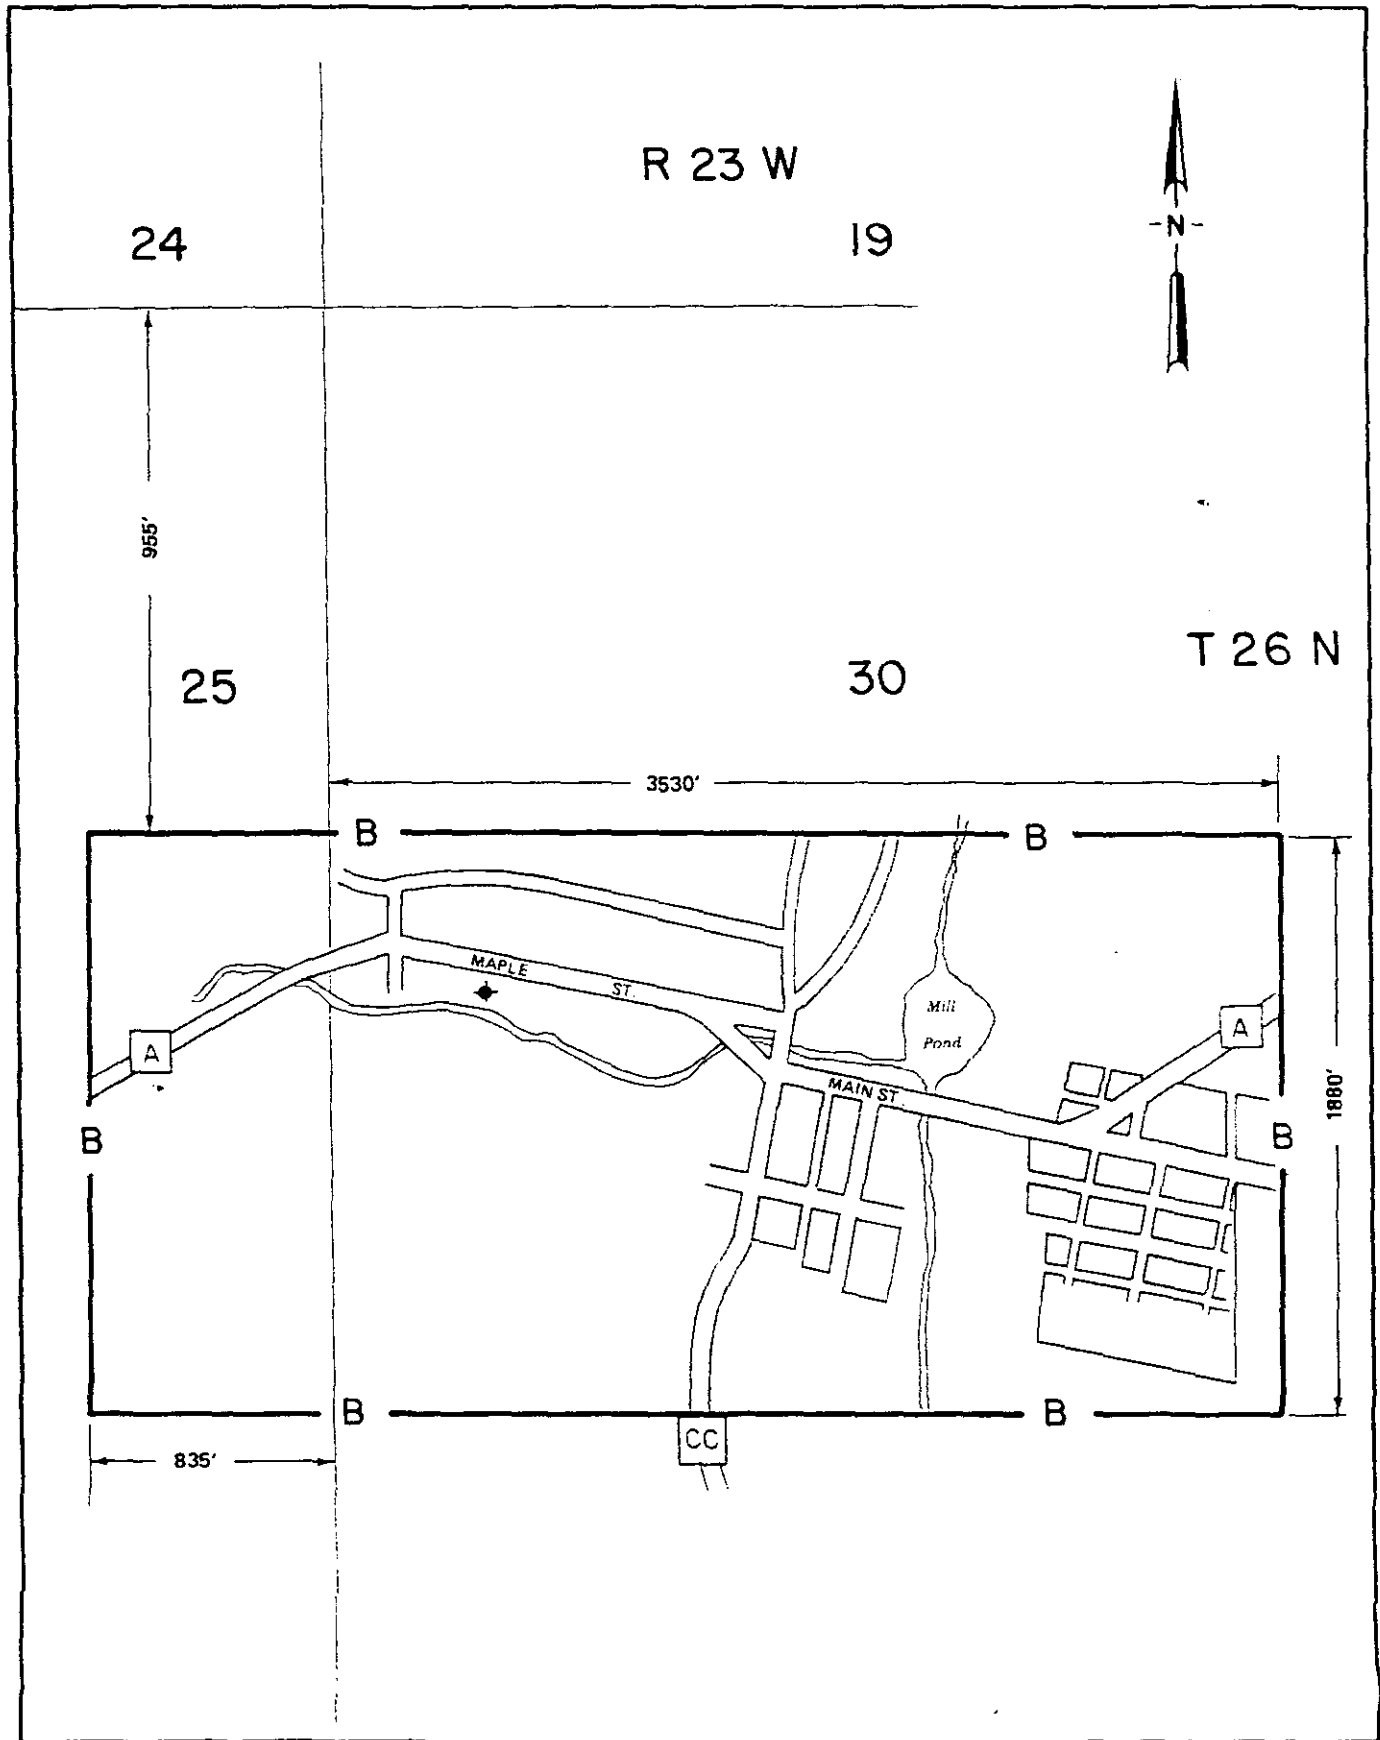 R 23 W
24
19
-N-
955'
T 26 N
25
30
3530'
B
B
MAPLE
ST.
Mill
Pond
A
A
MAIN ST.
1880'
B
B
B
B
CC
835'